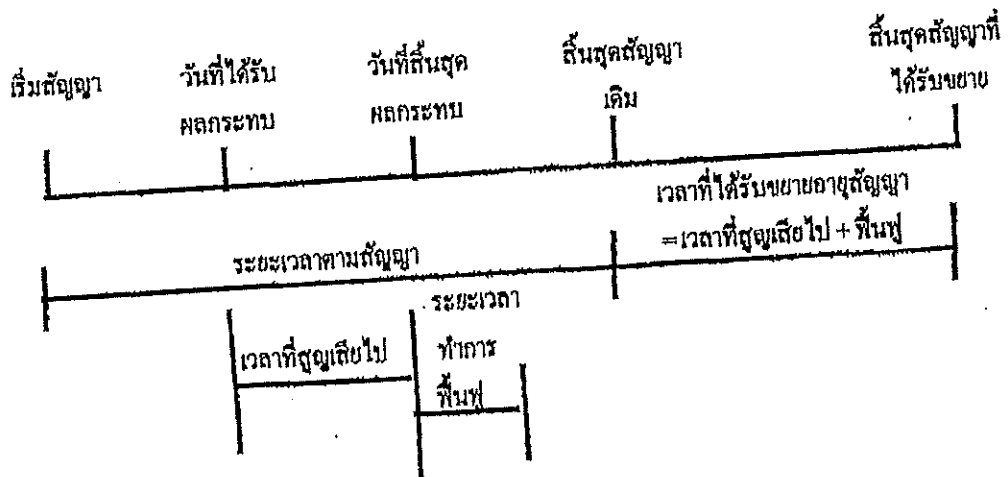 เริ่มสัญญา
วันที่ได้รับ
ผลกระทบ
วันที่สิ้นสุด
ผลกระทบ
สิ้นสุดสัญญา
เดิม
สิ้นสุดสัญญาที่
ได้รับขยาย
เวลาที่ได้รับขยายอายุสัญญา
=เวลาที่สูญเสียไป + ฟื้นฟู
ระยะเวลาตามสัญญา
เวลาที่สูญเสียไป
ระยะเวลา
ทำการ
ฟื้นฟู